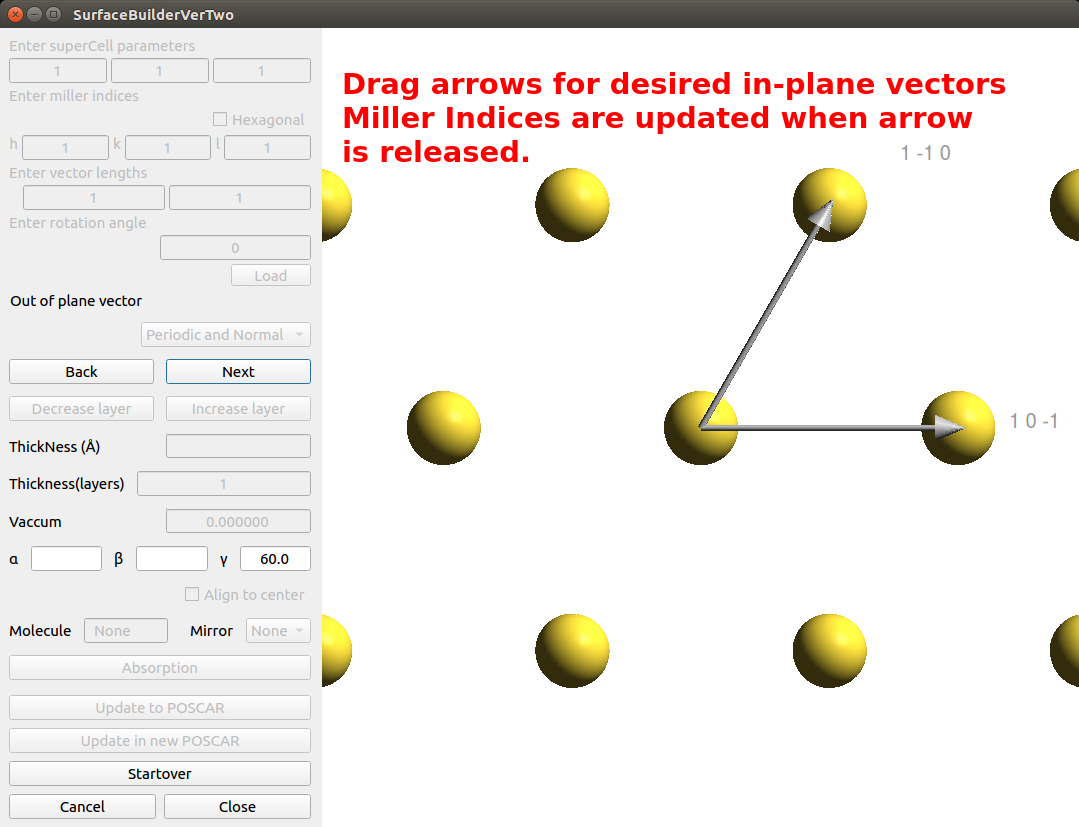 SurfaceBuilderVerTwo
Enter superCell parameters
1 1 1
Enter miller indices
Hexagonal
h 1 k 1 l 1
Enter vector lengths
1 1
Enter rotation angle
0
Load
Out of plane vector
Periodic and Normal
Back Next
Decrease layer Increase layer
ThickNess (Å)
Thickness(layers) 1
Vaccum 0.000000
α β γ 60.0
Align to center
Molecule None Mirror None
Absorption
Update to POSCAR
Update in new POSCAR
Startover
Cancel Close
Drag arrows for desired in-plane vectors
Miller Indices are updated when arrow
is released.
1 -1 0
1 0 -1